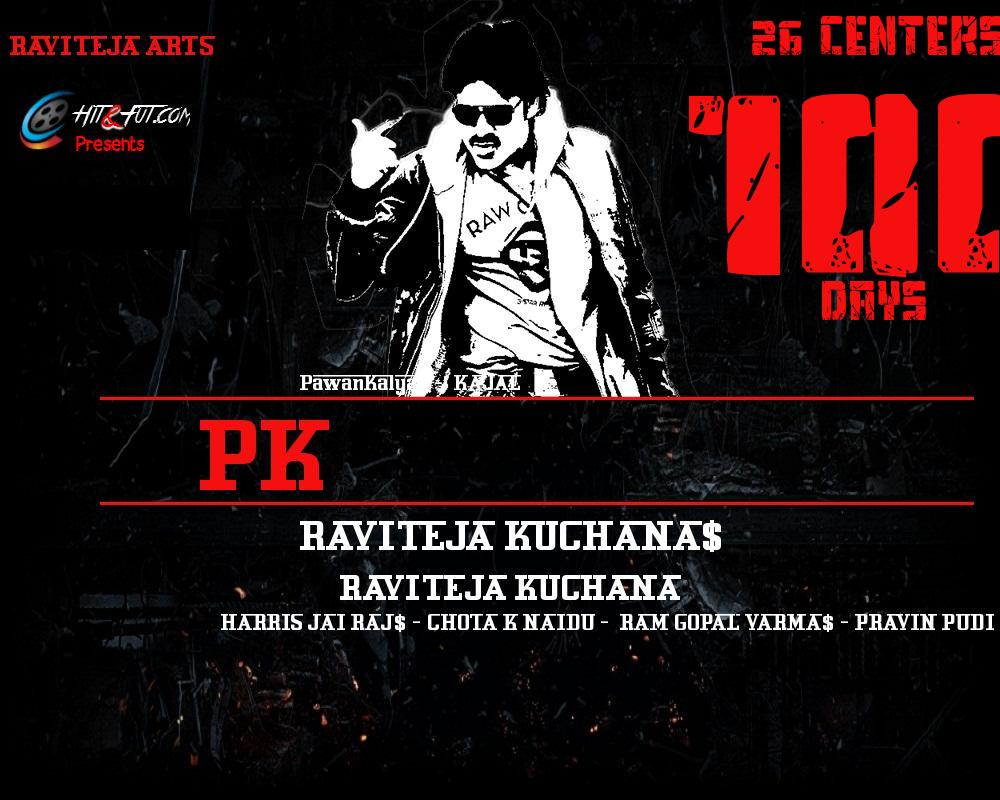 RAVITEJA ARTS
26 CENTERS
HIT&FUT.COM
Presents
100
DAYS
RAW
PawanKalya KAJAL
PK
RAVITEJA KUCHANA$
RAVITEJA KUCHANA
HARRIS JAI RAJ$ - CHOTA K NAIDU - RAM GOPAL VARMA$ - PRAVIN PUDI